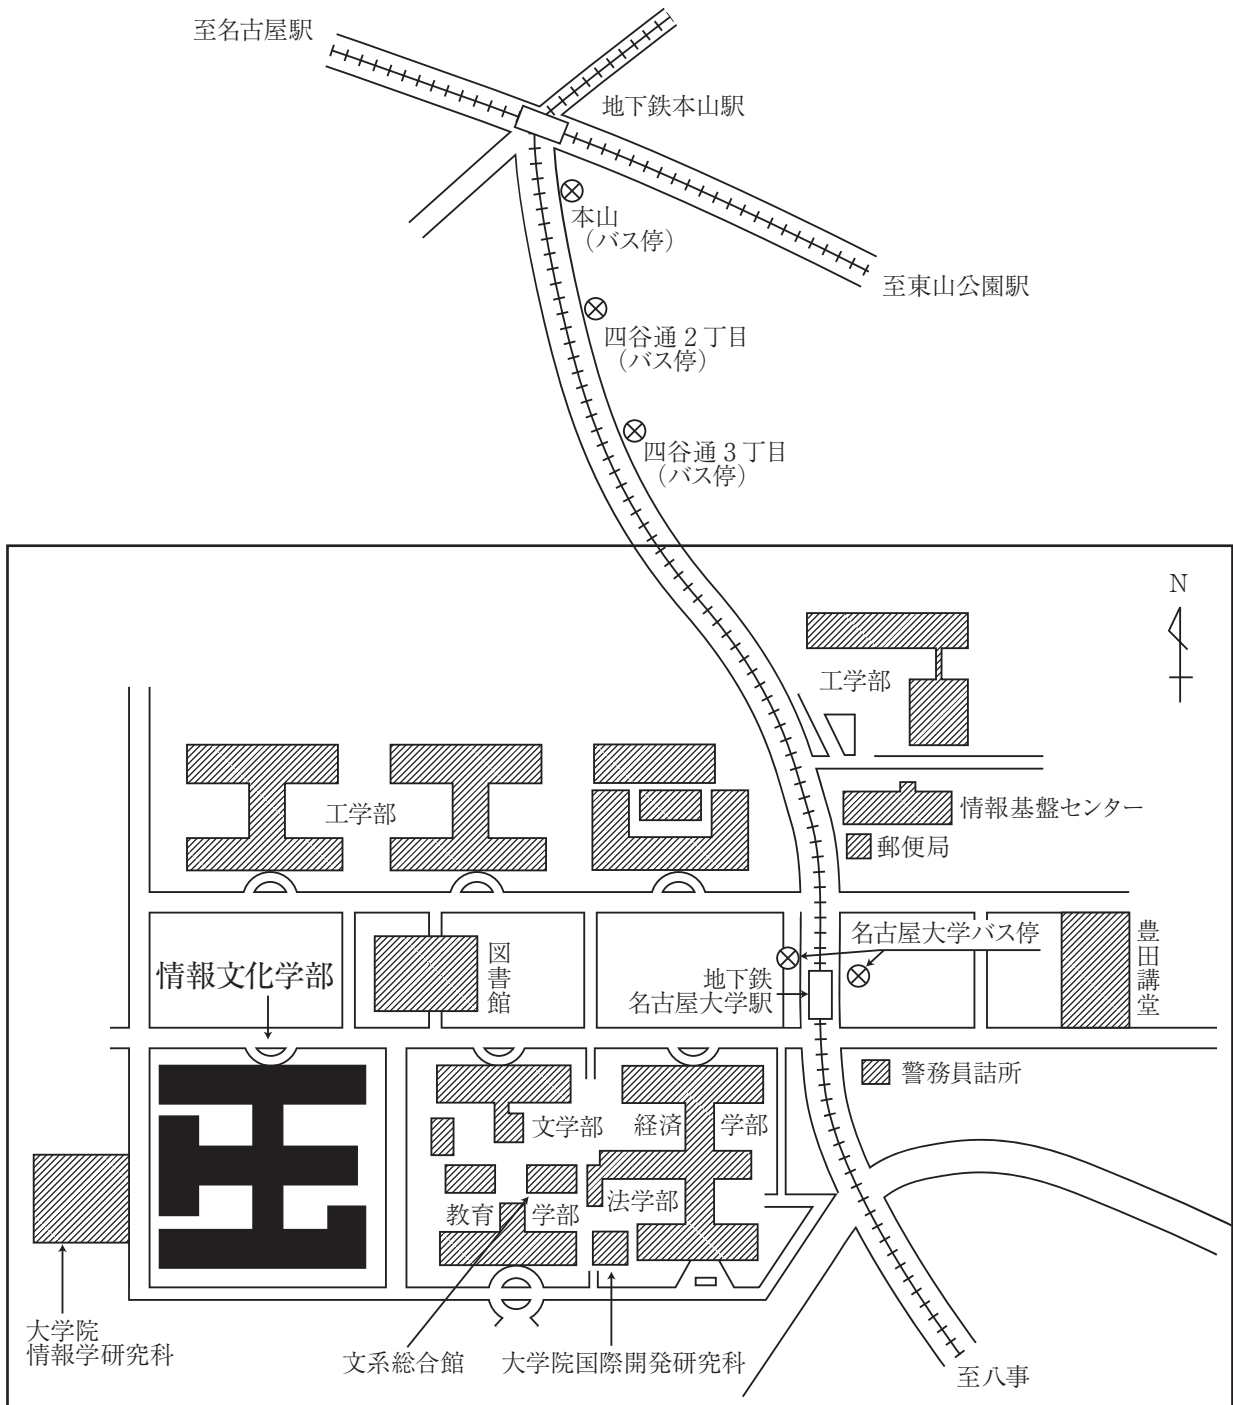 至名古屋駅
地下鉄本山駅
本山
（バス停）
至東山公園駅
四谷通2丁目
（バス停）
四谷通3丁目
（バス停）
N
工学部
工学部
情報基盤センター
郵便局
名古屋大学バス停
豊田講堂
図書館
情報文化学部
地下鉄
名古屋大学駅
警務員詰所
文学部
経済学部
教育学部
法学部
大学院
情報学研究科
文系総合館
大学院国際開発研究科
至八事